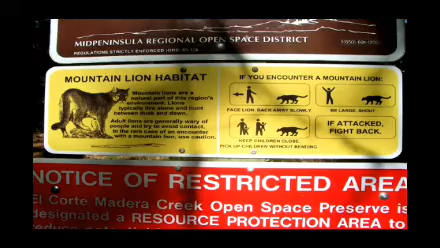 MIDPENINSULA REGIONAL OPEN SPACE DISTRICT
REGULATIONS STRICTLY ENFORCED
MOUNTAIN LION HABITAT
Mountain lions are a
natural part of this region's
environment. Lions
typically live alone and hunt
between dusk and dawn.
Adult lions are generally wary of
people and try to avoid contact.
In the rare case of an encounter
with a mountain lion, use caution.
IF YOU ENCOUNTER A MOUNTAIN LION:
FACE LION. BACK AWAY SLOWLY.
BE LARGE. SHOUT.
KEEP CHILDREN CLOSE.
PICK UP CHILDREN WITHOUT BENDING.
IF ATTACKED,
FIGHT BACK.
NOTICE OF RESTRICTED AREA
El Corte Madera Creek Open Space Preserve is
designated a RESOURCE PROTECTION AREA to